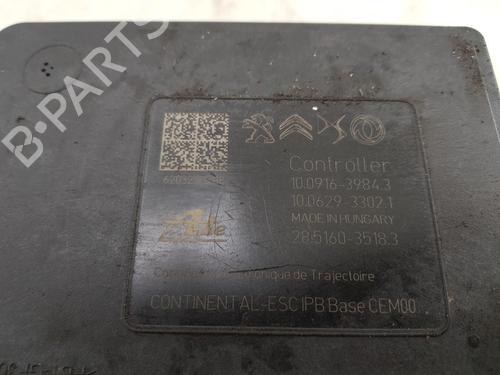 B-PARTS
Controller
10.0916-3984.3
10.0629-3302.1
MADE IN HUNGARY
28.5160-3518.3
de Trajectoire
CONTINENTAL-ESC IPB Base CEM00